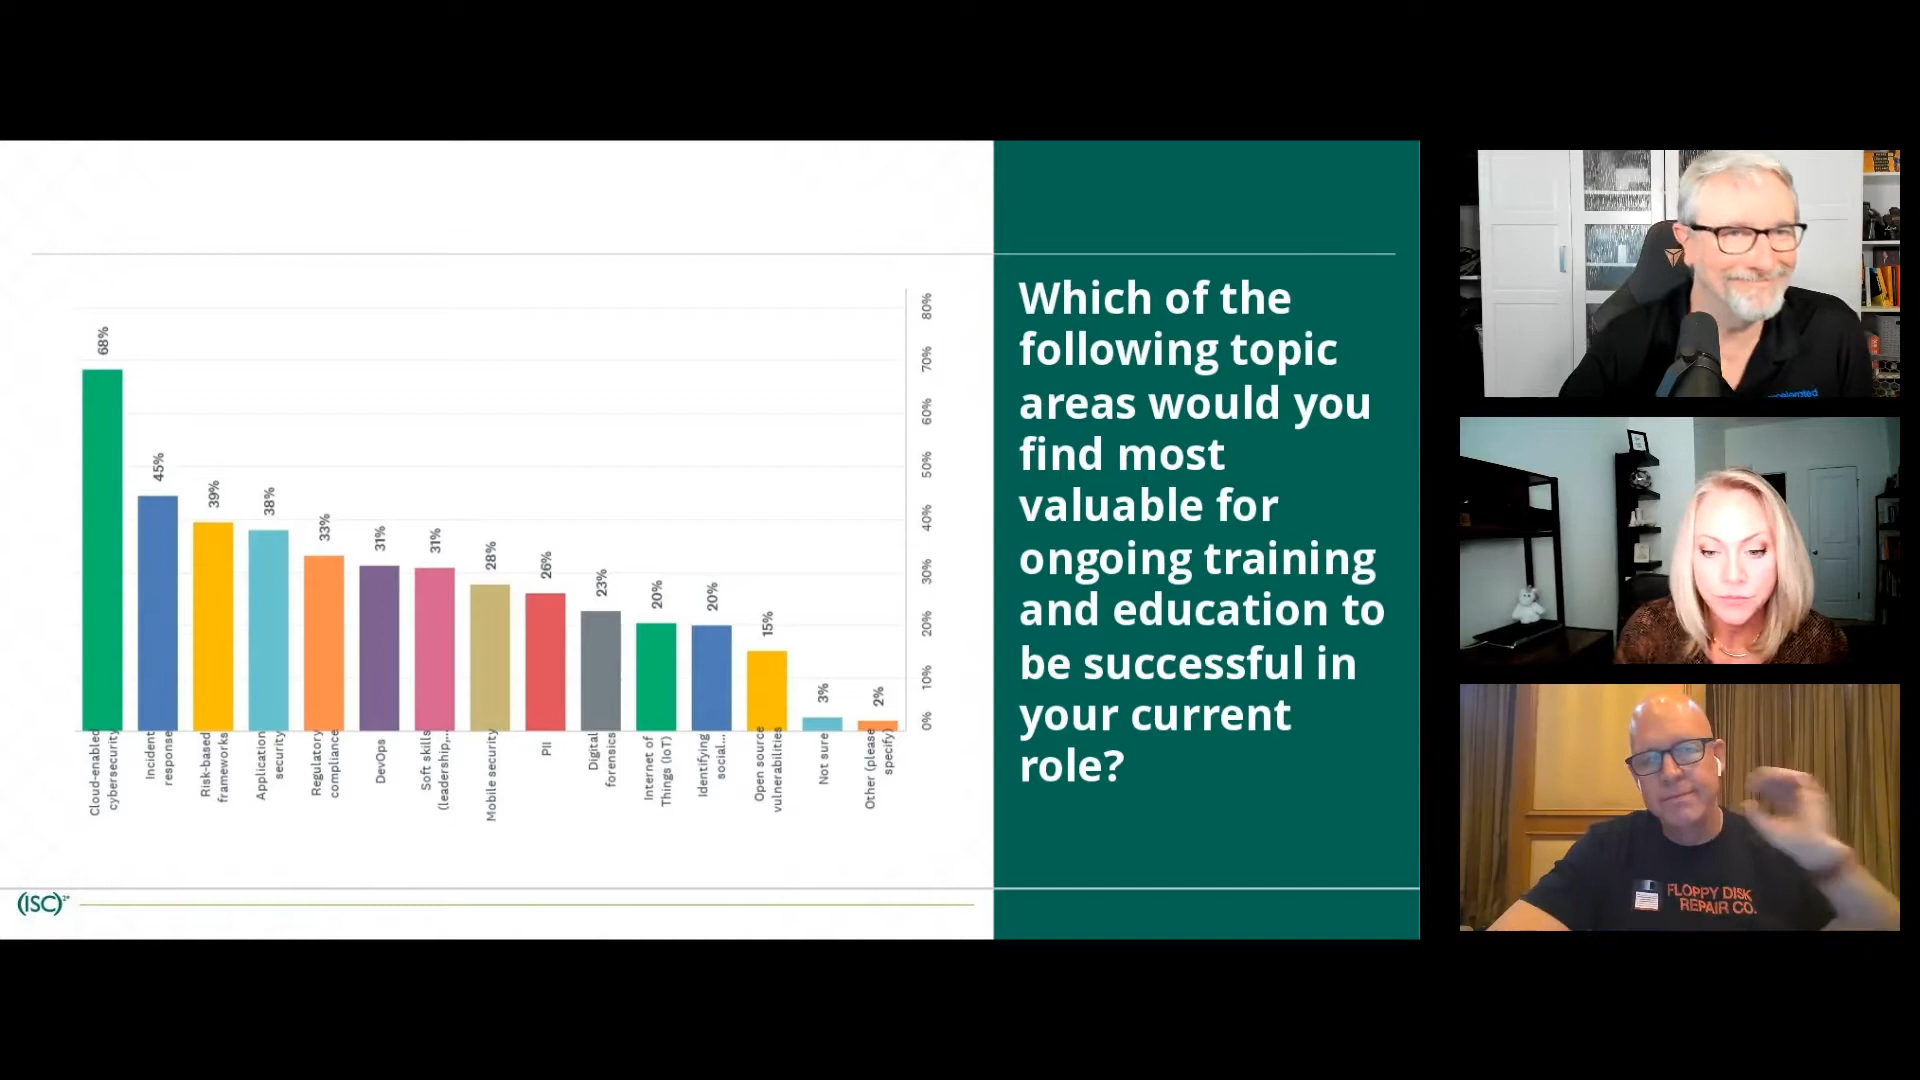 Which of the
following topic
areas would you
find most
valuable for
ongoing training
and education to
be successful in
your current
role?
80%
70%
60%
50%
40%
30%
20%
10%
0%
68%
45%
39%
38%
33%
31%
31%
28%
26%
23%
20%
20%
15%
3%
2%
Cloud-enabled
cybersecurity
Incident
response
Risk-based
frameworks
Application
security
Regulatory
compliance
DevOps
Soft skills
(leadership,...
Mobile security
PII
Digital
forensics
Internet of
Things (IoT)
Identifying
social...
Open source
vulnerabilities
Not sure
Other (please
specify)
(ISC)²
FLOPPY DISK
REPAIR CO.